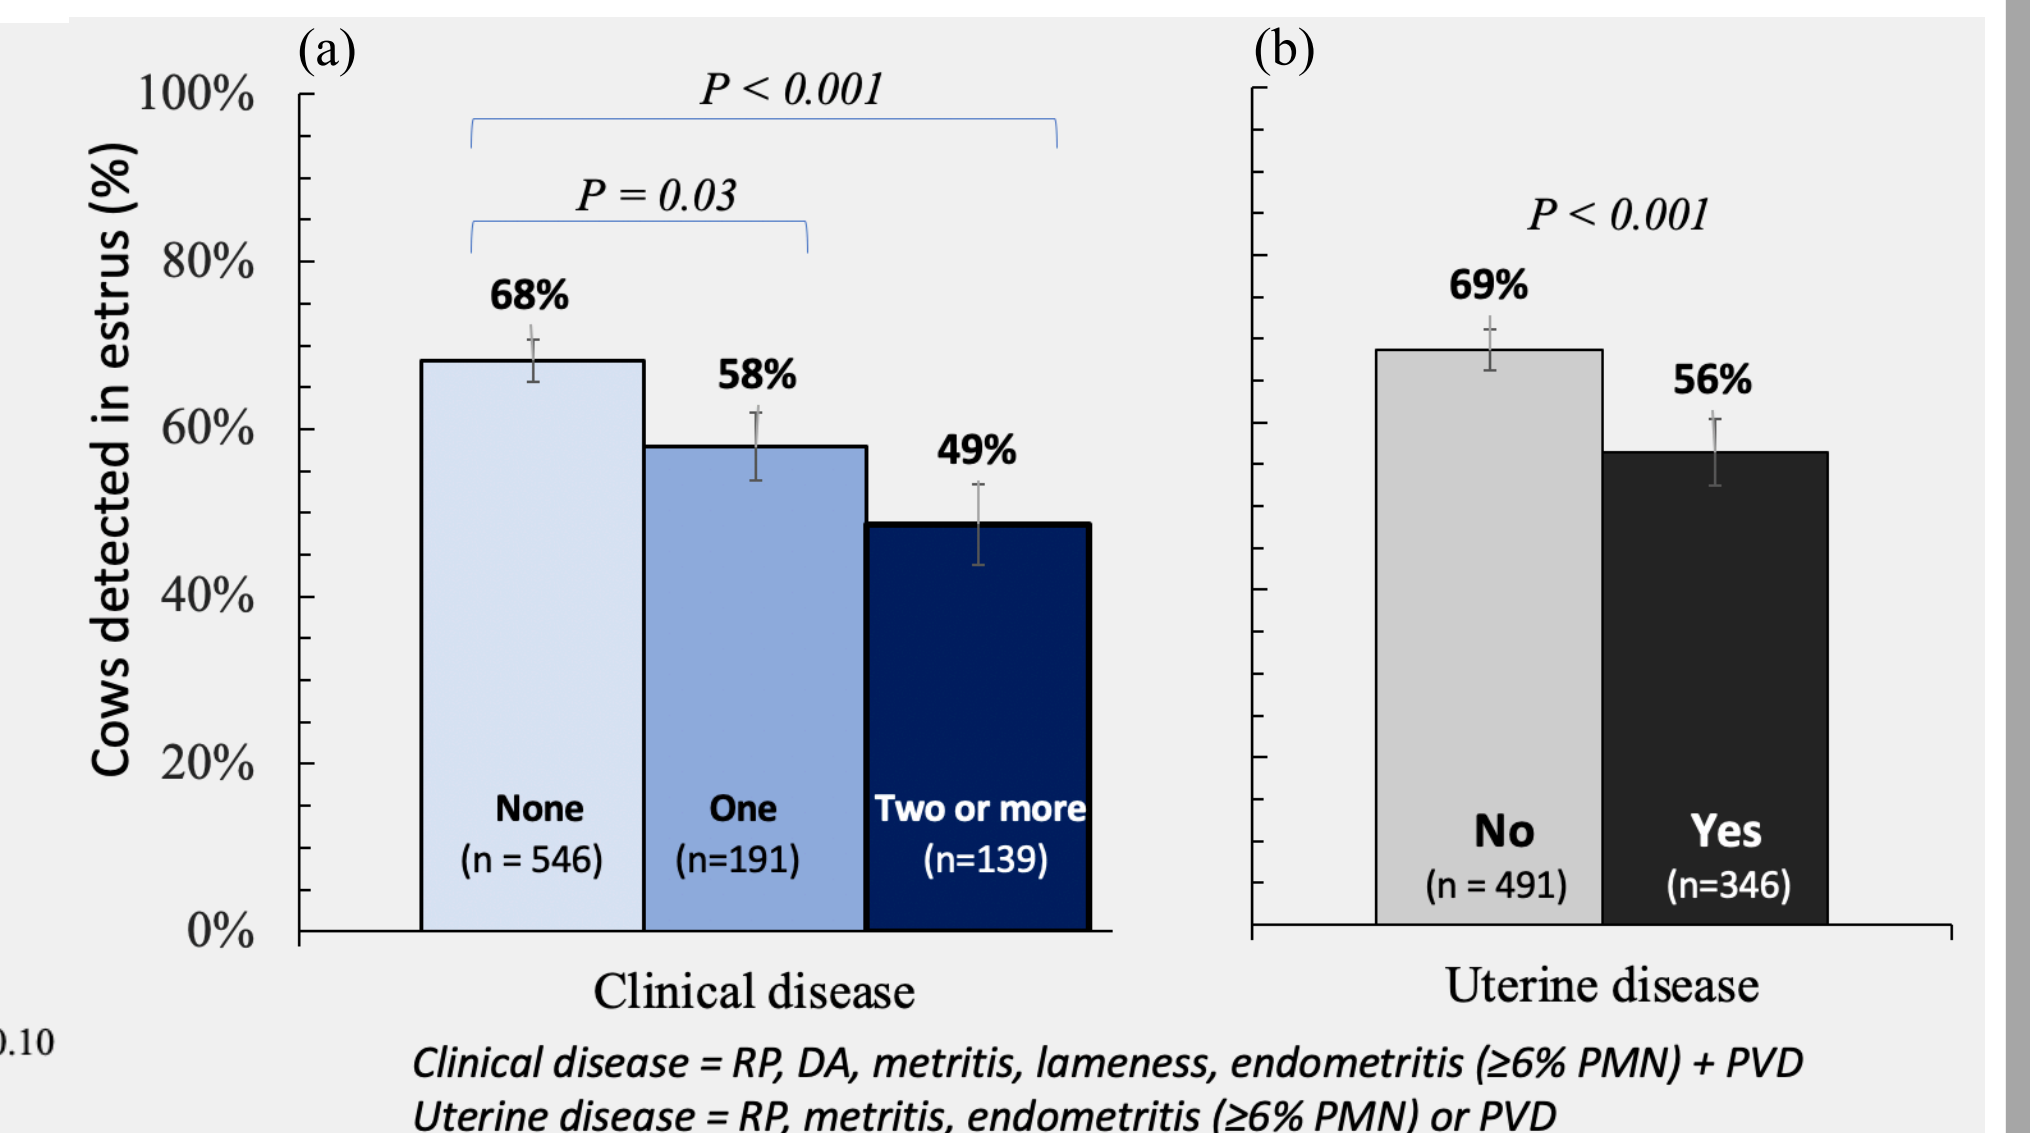 (a)
(b)
100%
80%
60%
40%
20%
0%
Cows detected in estrus (%)
P < 0.001
P = 0.03
68%
58%
49%
None
(n = 546)
One
(n=191)
Two or more
(n=139)
Clinical disease
P < 0.001
69%
56%
No
(n = 491)
Yes
(n=346)
Uterine disease
0.10
Clinical disease = RP, DA, metritis, lameness, endometritis (≥6% PMN) + PVD
Uterine disease = RP, metritis, endometritis (≥6% PMN) or PVD